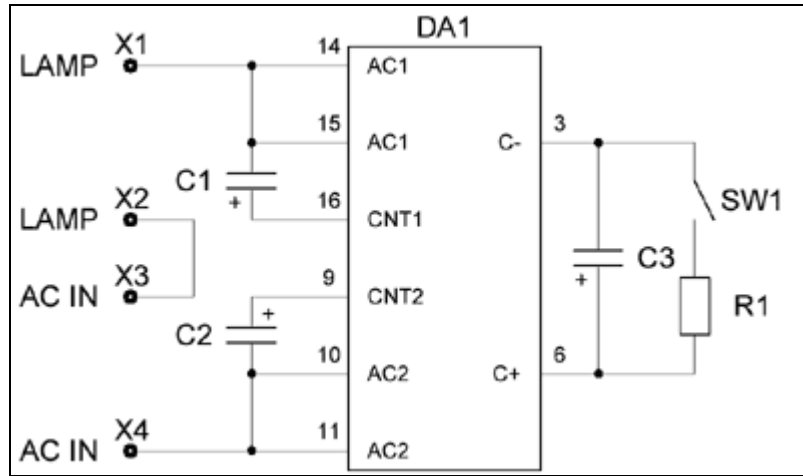 DA1
LAMP X1 14 AC1
15 AC1 C- 3
C1 +
LAMP X2 16 CNT1 SW1
AC IN X3 9 CNT2 C3 +
C2 + R1
10 AC2 C+ 6
AC IN X4 11 AC2